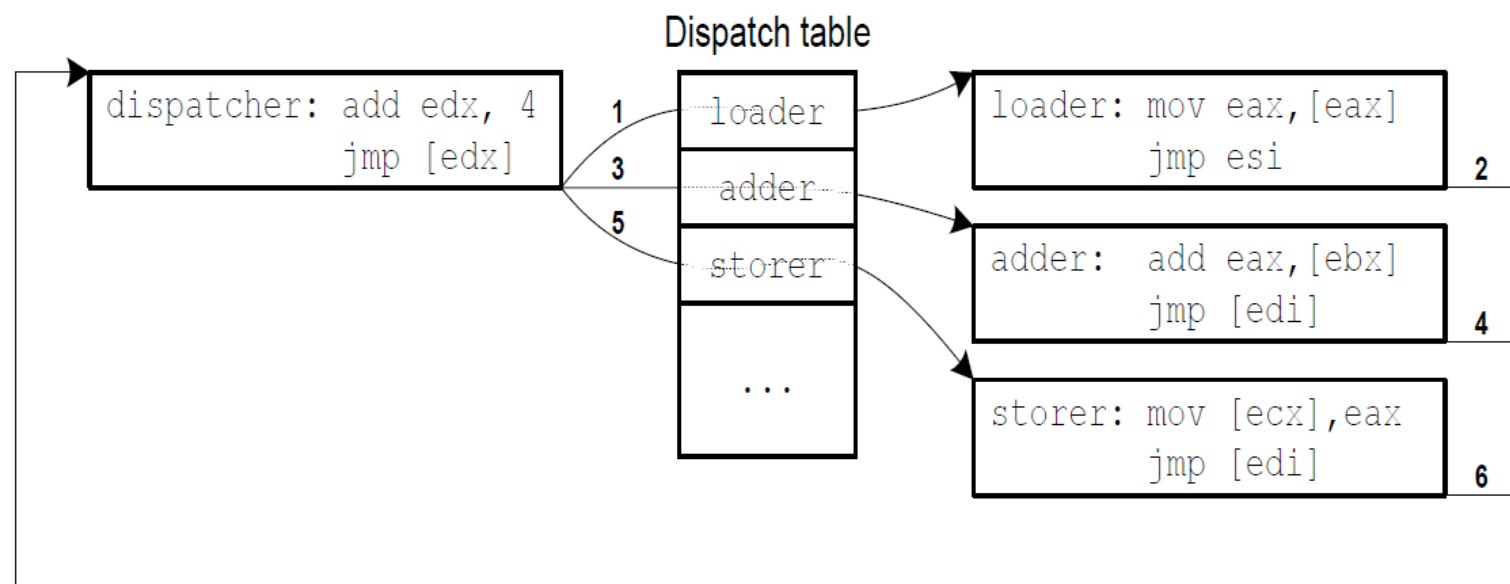 Dispatch table
dispatcher: add edx, 4
jmp [edx]
1
3
5
loader
adder
storer
...
loader: mov eax,[eax]
jmp esi
2
adder: add eax,[ebx]
jmp [edi]
4
storer: mov [ecx],eax
jmp [edi]
6